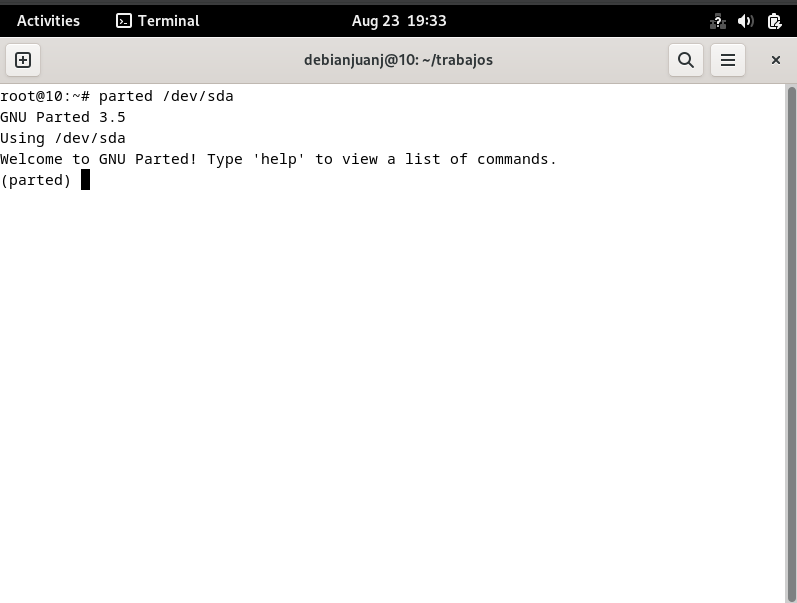 Activities Terminal Aug 23 19:33
debianjuanj@10: ~/trabajos
root@10:~# parted /dev/sda
GNU Parted 3.5
Using /dev/sda
Welcome to GNU Parted! Type 'help' to view a list of commands.
(parted)